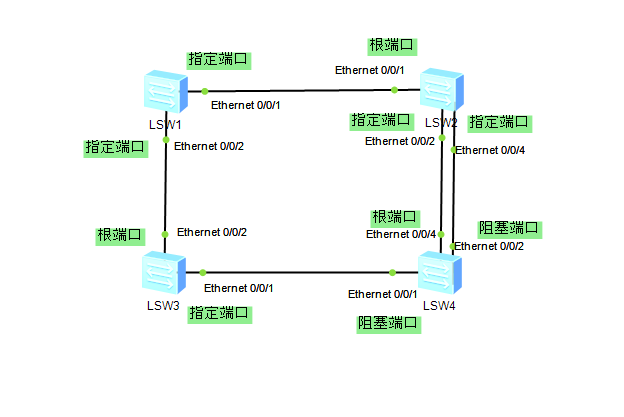 根端口
指定端口
Ethernet 0/0/1
Ethernet 0/0/1
LSW1
LSW2
指定端口
指定端口
指定端口
Ethernet 0/0/2
Ethernet 0/0/2
Ethernet 0/0/4
根端口
阻塞端口
根端口
Ethernet 0/0/2
Ethernet 0/0/4
Ethernet 0/0/2
Ethernet 0/0/1
Ethernet 0/0/1
LSW3
LSW4
指定端口
阻塞端口